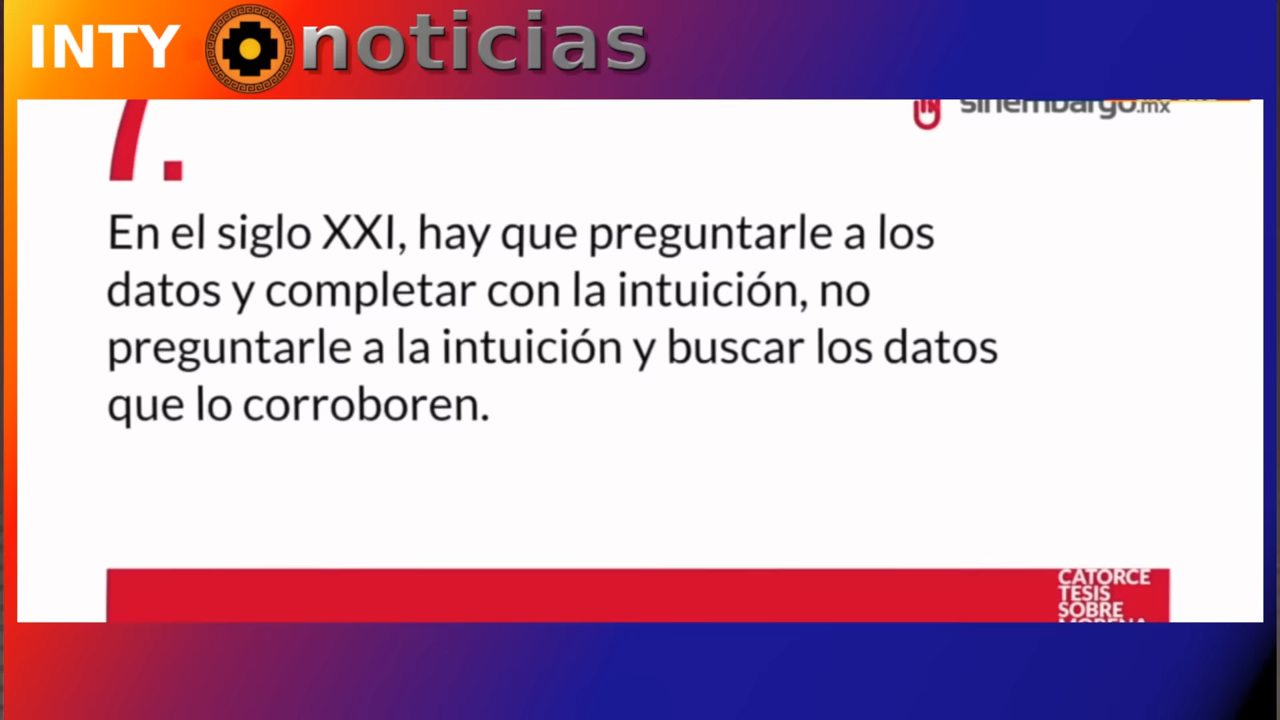 INTY noticias
7.
sinembargo.mx
En el siglo XXI, hay que preguntarle a los
datos y completar con la intuición, no
preguntarle a la intuición y buscar los datos
que lo corroboren.
CATORCE
TESIS
SOBRE
MORENA